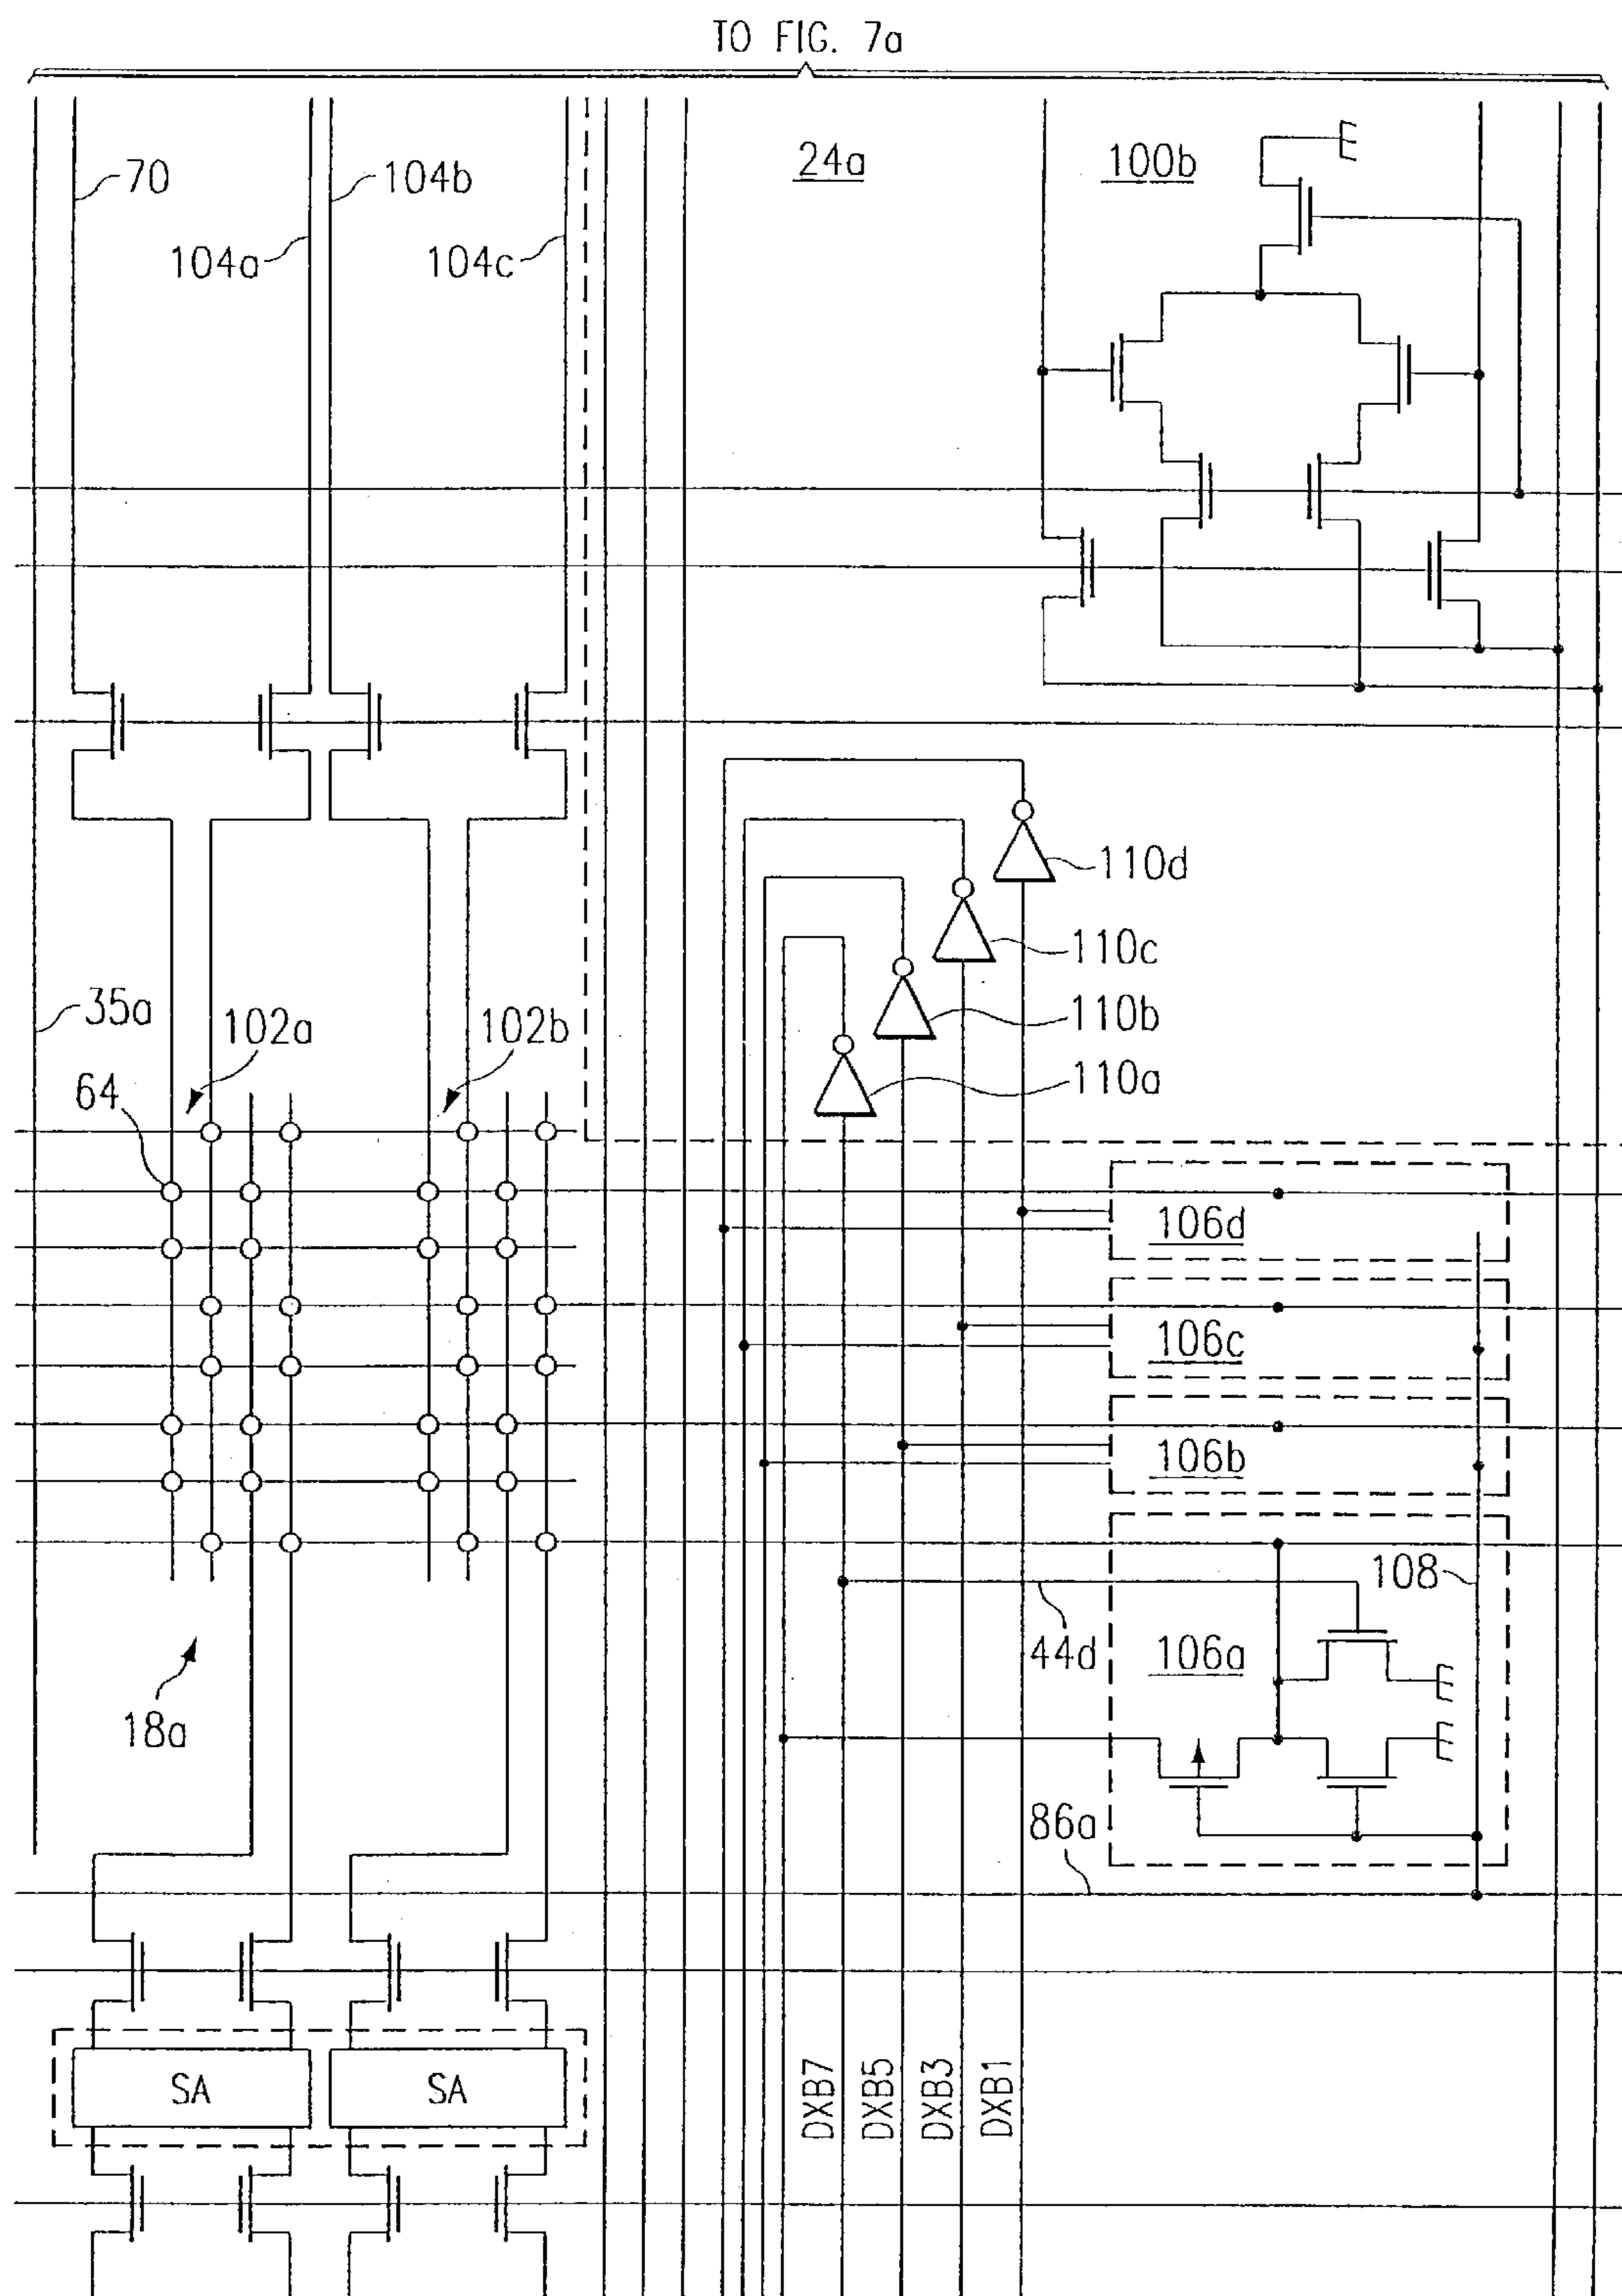 TO FIG. 7a
70
104b
24a
100b
104a
104c
110d
110c
35a
102a
102b
110b
64
110a
106d
106c
106b
108
44d
106a
18a
86a
SA
SA
DXB7
DXB5
DXB3
DXB1